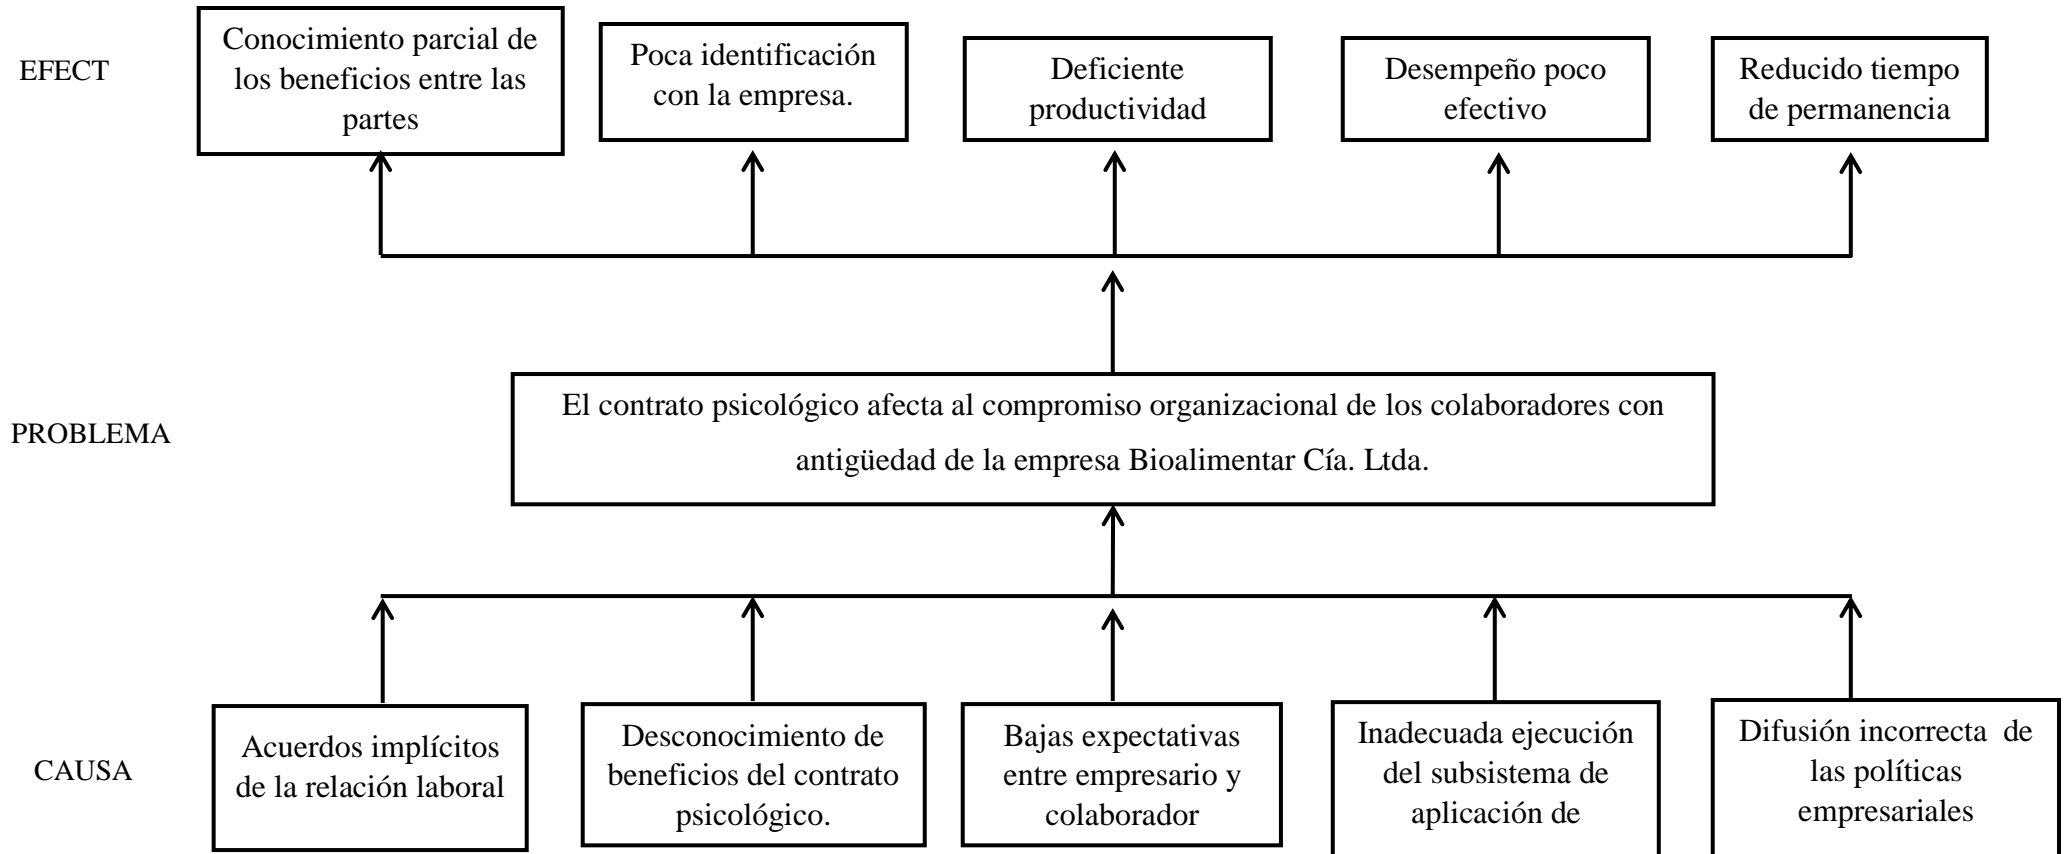 EFECT
Conocimiento parcial de
los beneficios entre las
partes
Poca identificación
con la empresa.
Deficiente
productividad
Desempeño poco
efectivo
Reducido tiempo
de permanencia
PROBLEMA
El contrato psicológico afecta al compromiso organizacional de los colaboradores con
antigüedad de la empresa Bioalimentar Cía. Ltda.
CAUSA
Acuerdos implícitos
de la relación laboral
Desconocimiento de
beneficios del contrato
psicológico.
Bajas expectativas
entre empresario y
colaborador
Inadecuada ejecución
del subsistema de
aplicación de
Difusión incorrecta de
las políticas
empresariales